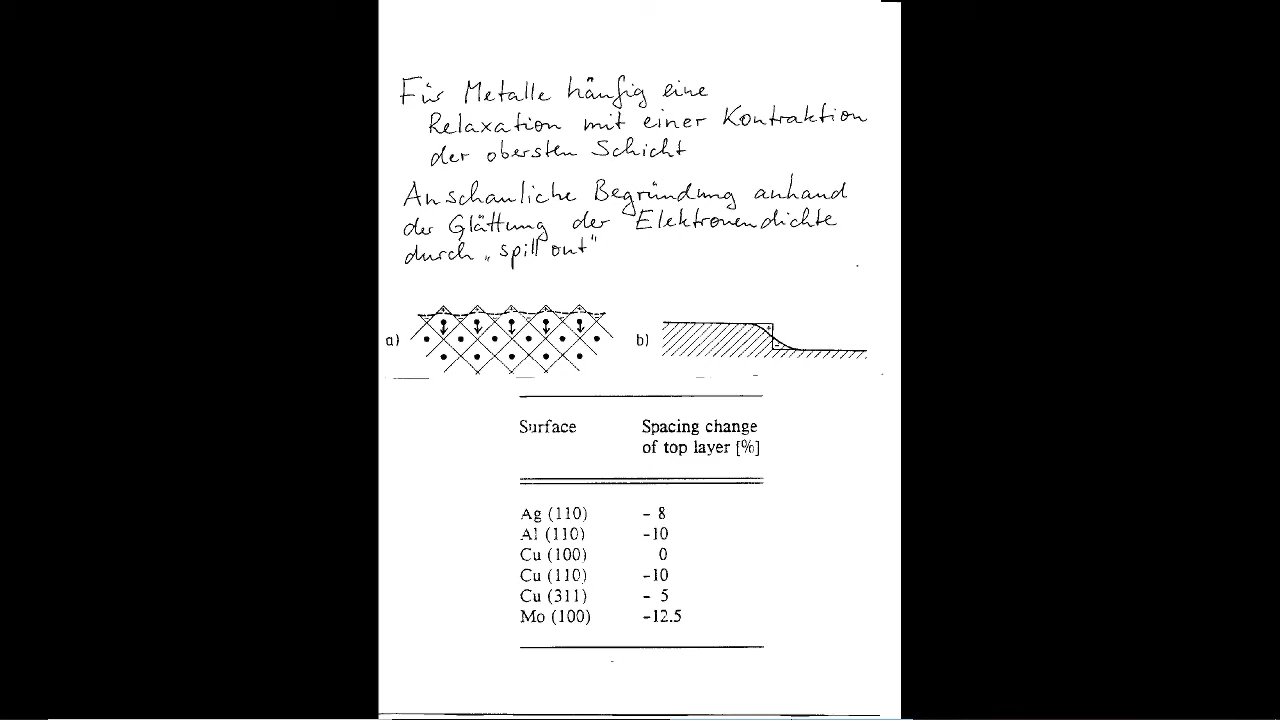 Für Metalle häufig eine
Relaxation mit einer Kontraktion
der obersten Schicht
Anschauliche Begründung anhand
der Glättung der Elektronendichte
durch „spill out“
a)
b)
Surface Spacing change
of top layer [%]
Ag (110) - 8
Al (110) -10
Cu (100) 0
Cu (110) -10
Cu (311) - 5
Mo (100) -12.5